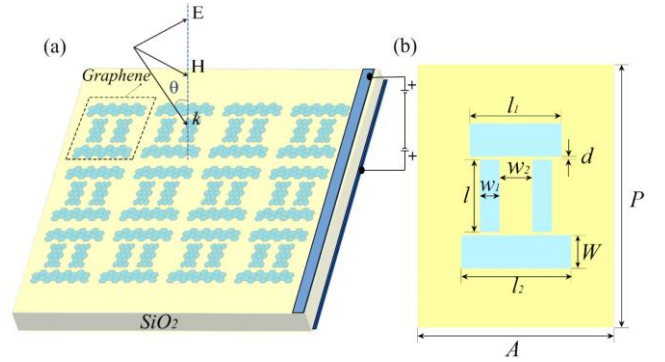 (a)
E
H
θ
k
Graphene
SiO2
+
+
(b)
l1
d
l
w1
w2
P
W
l2
A